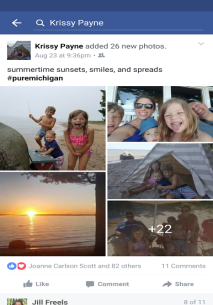 Krissy Payne
Krissy Payne added 26 new photos.
Aug 23 at 9:36pm •
summertime sunsets, smiles, and spreads
#puremichigan
+22
Joanne Carlson Scott and 82 others
11 Comments
Like
Comment
Share
Jill Freels
8 of 11